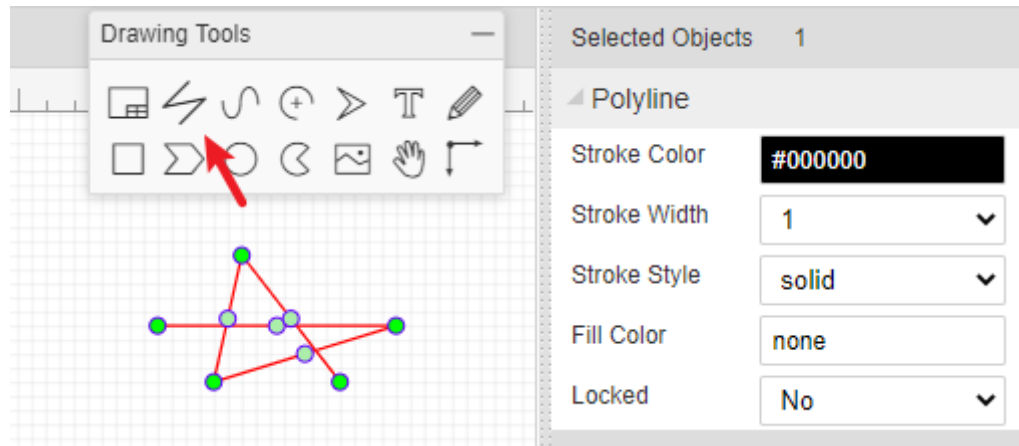 Drawing Tools
Selected Objects 1
Polyline
Stroke Color #000000
Stroke Width 1
Stroke Style solid
Fill Color none
Locked No